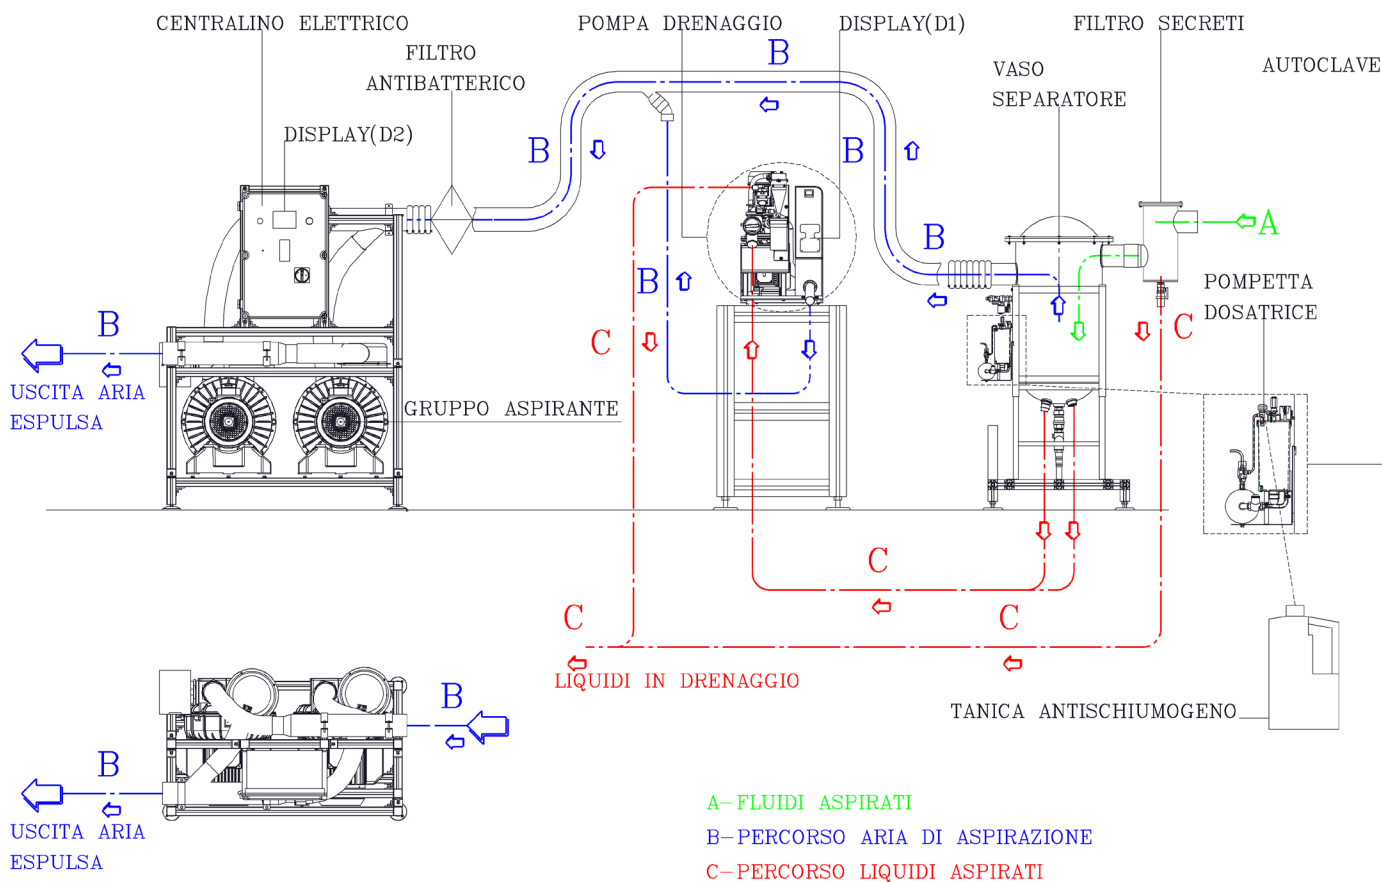 CENTRALINO ELETTRICO
POMPA DRENAGGIO
DISPLAY(D1)
FILTRO SECRETI
FILTRO
ANTIBATTERICO
B
VASO
SEPARATORE
AUTOCLAVE
DISPLAY(D2)
B
B
A
B
B
POMPETTA
DOSATRICE
B
C
C
USCITA ARIA
ESPULSA
GRUPPO ASPIRANTE
C
C
C
LIQUIDI IN DRENAGGIO
B
TANICA ANTISCHIUMOGENO
B
USCITA ARIA
ESPULSA
A-FLUIDI ASPIRATI
B-PERCORSO ARIA DI ASPIRAZIONE
C-PERCORSO LIQUIDI ASPIRATI